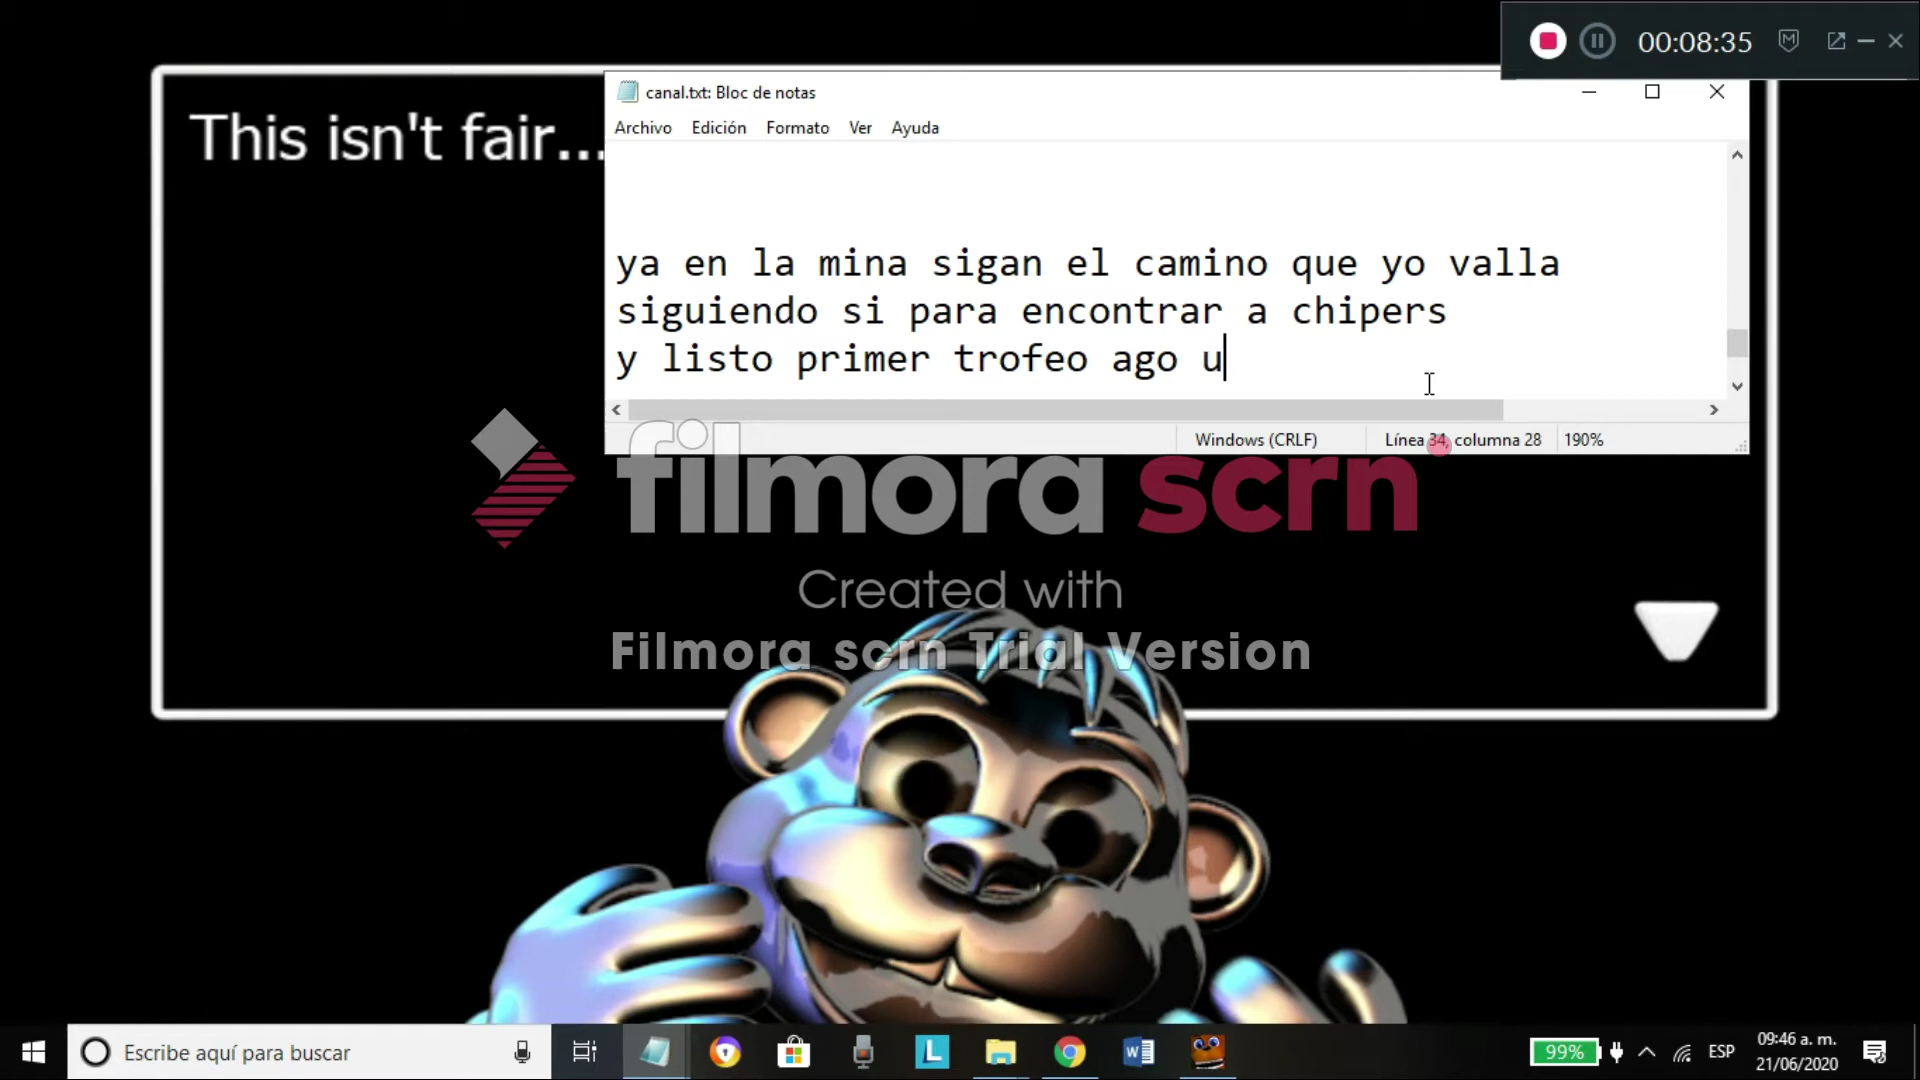 00:08:35
This isn't fair...
canal.txt: Bloc de notas
Archivo Edición Formato Ver Ayuda
ya en la mina sigan el camino que yo valla
siguiendo si para encontrar a chipers
y listo primer trofeo ago u
Windows (CRLF) Línea 34, columna 28 190%
filmora scrn
Created with
Filmora scrn Trial Version
Escribe aquí para buscar
99%
ESP
09:46 a. m.
21/06/2020